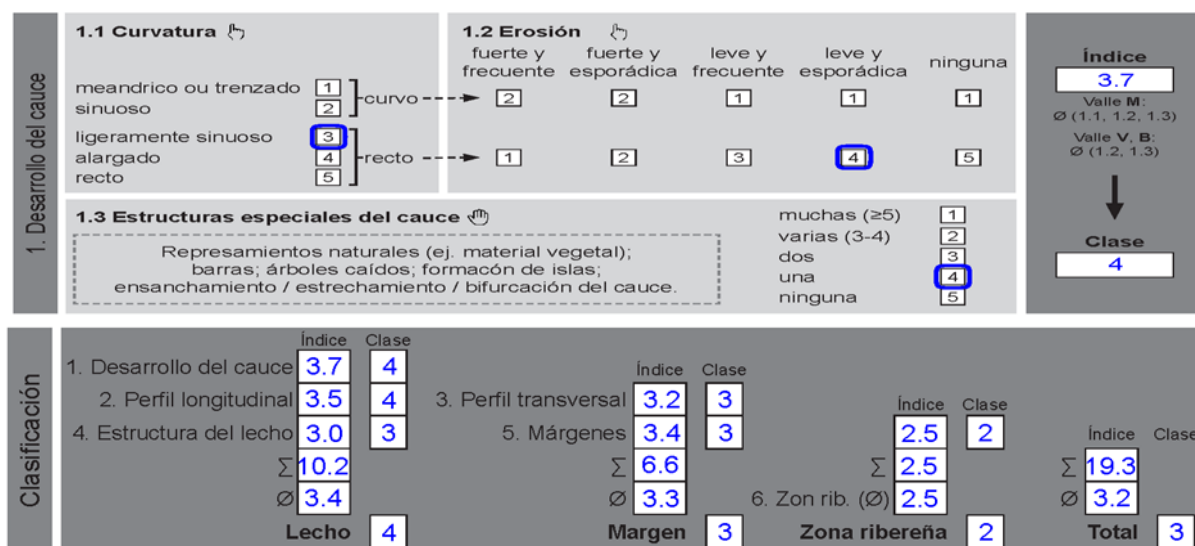 1. Desarrollo del cauce
1.1 Curvatura
meandrico ou trenzado 1
sinuoso 2
curvo
ligeramente sinuoso 3
alargado 4
recto 5
recto
1.2 Erosión
fuerte y frecuente fuerte y esporádica leve y frecuente leve y esporádica ninguna
2 2 1 1 1
1 2 3 4 5
1.3 Estructuras especiales del cauce
Represamientos naturales (ej. material vegetal);
barras; árboles caídos; formacón de islas;
ensanchamiento / estrechamiento / bifurcación del cauce.
muchas (≥5) 1
varias (3-4) 2
dos 3
una 4
ninguna 5
Índice
3.7
Valle M:
Ø (1.1, 1.2, 1.3)
Valle V, B:
Ø (1.2, 1.3)
Clase
4
Clasificación
Índice Clase
1. Desarrollo del cauce 3.7 4
2. Perfil longitudinal 3.5 4
4. Estructura del lecho 3.0 3
Σ 10.2
Ø 3.4
Lecho 4
Índice Clase
3. Perfil transversal 3.2 3
5. Márgenes 3.4 3
Σ 6.6
Ø 3.3
Margen 3
Índice Clase
2.5 2
Σ 2.5
6. Zon rib. (Ø) 2.5
Zona ribereña 2
Índice Clase
Σ 19.3
Ø 3.2
Total 3